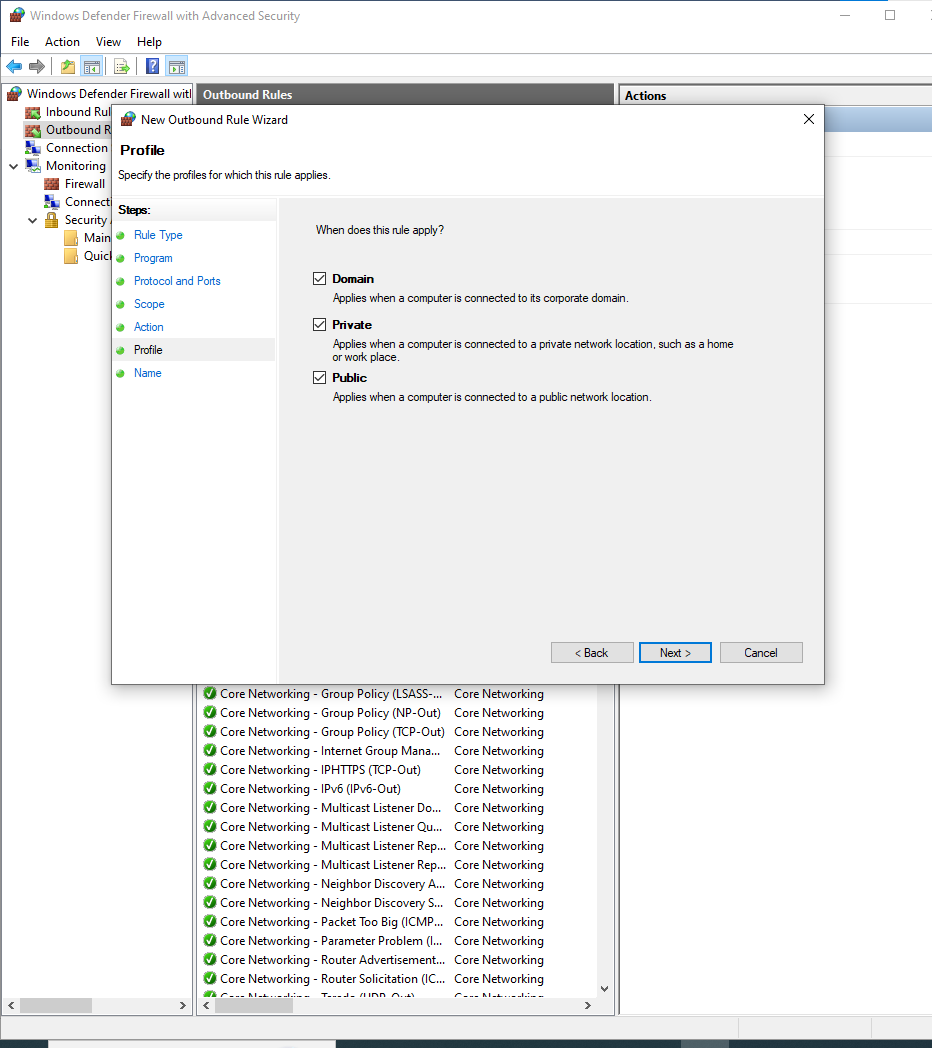 Windows Defender Firewall with Advanced Security
File Action View Help
Windows Defender Firewall with
Inbound Rul
Outbound R
Connection
Monitoring
Firewall
Connecti
Security
Main
Quicl
Outbound Rules
Actions
New Outbound Rule Wizard
Profile
Specify the profiles for which this rule applies.
Steps:
Rule Type
Program
Protocol and Ports
Scope
Action
Profile
Name
When does this rule apply?
Domain
Applies when a computer is connected to its corporate domain.
Private
Applies when a computer is connected to a private network location, such as a home
or work place.
Public
Applies when a computer is connected to a public network location.
< Back Next > Cancel
Core Networking - Group Policy (LSASS-... Core Networking
Core Networking - Group Policy (NP-Out) Core Networking
Core Networking - Group Policy (TCP-Out) Core Networking
Core Networking - Internet Group Mana... Core Networking
Core Networking - IPHTTPS (TCP-Out) Core Networking
Core Networking - IPv6 (IPv6-Out) Core Networking
Core Networking - Multicast Listener Do... Core Networking
Core Networking - Multicast Listener Qu... Core Networking
Core Networking - Multicast Listener Rep... Core Networking
Core Networking - Multicast Listener Rep... Core Networking
Core Networking - Neighbor Discovery A... Core Networking
Core Networking - Neighbor Discovery S... Core Networking
Core Networking - Packet Too Big (ICMP... Core Networking
Core Networking - Parameter Problem (I... Core Networking
Core Networking - Router Advertisement... Core Networking
Core Networking - Router Solicitation (IC... Core Networking
Core Networking - Teredo (UDP-Out) Core Networking